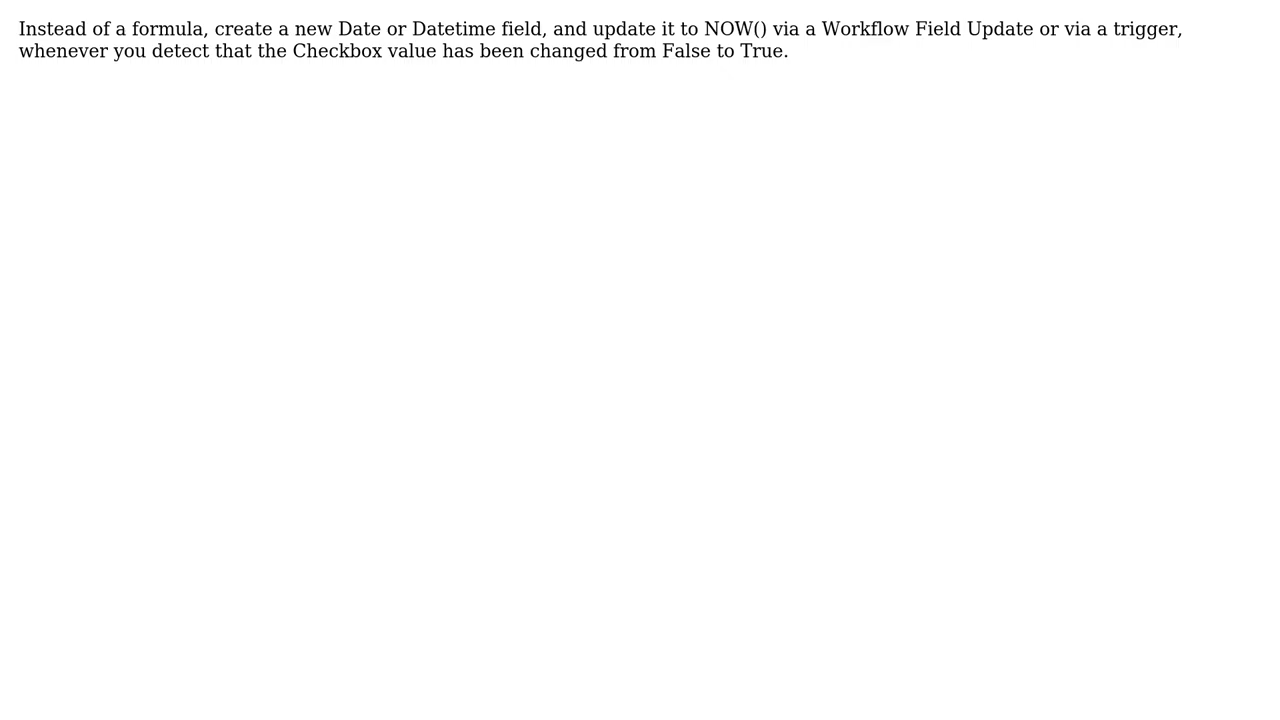 Instead of a formula, create a new Date or Datetime field, and update it to NOW() via a Workflow Field Update or via a trigger,
whenever you detect that the Checkbox value has been changed from False to True.